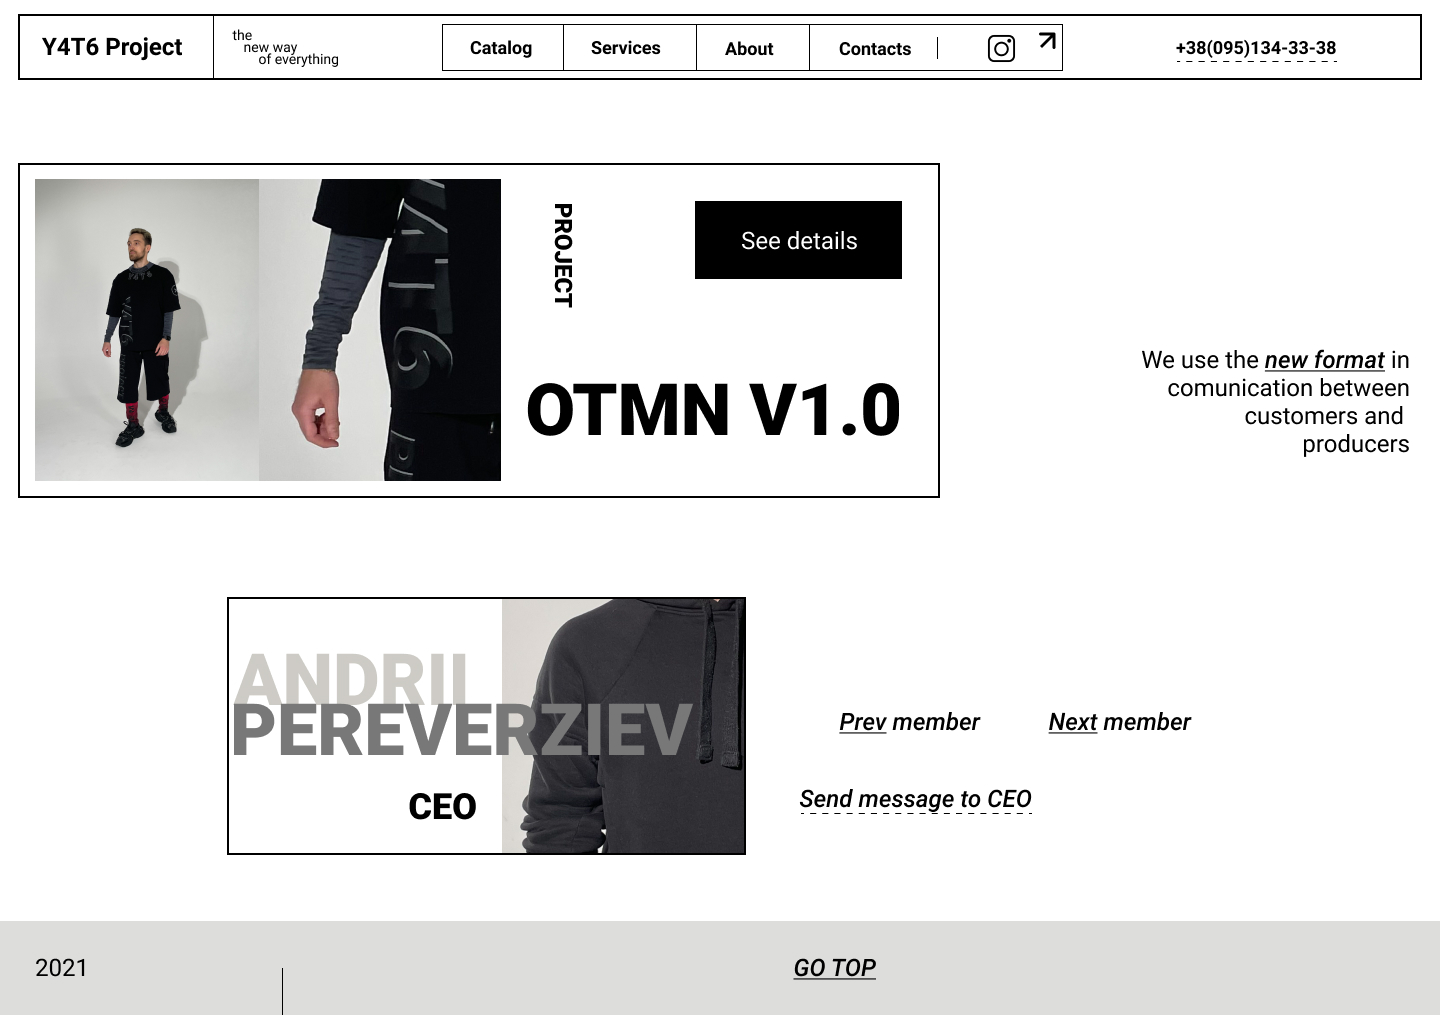 Y4T6 Project
the
new way
of everything
Catalog
Services
About
Contacts
+38(095)134-33-38
PROJECT
See details
OTMN V1.0
We use the new format in
comunication between
customers and
producers
ANDRII
PEREVERZIEV
CEO
Prev member
Next member
Send message to CEO
2021
GO TOP